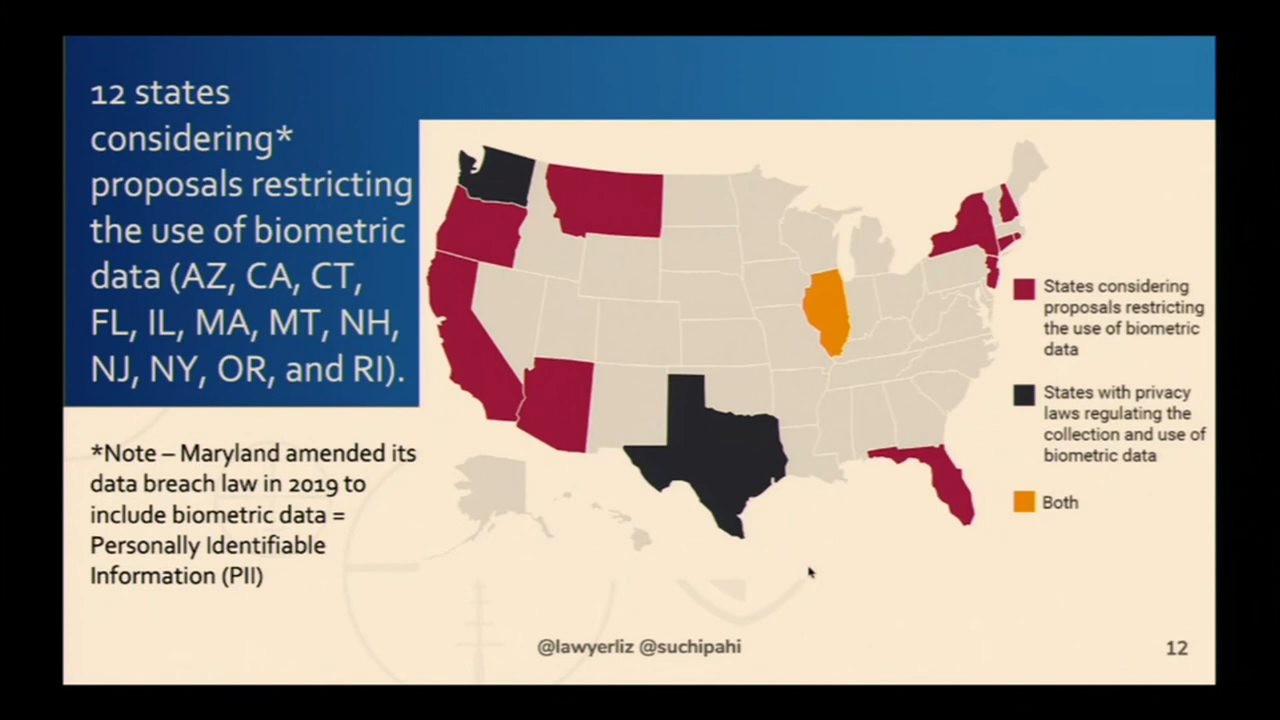 12 states
considering*
proposals restricting
the use of biometric
data (AZ, CA, CT,
FL, IL, MA, MT, NH,
NJ, NY, OR, and RI).
*Note – Maryland amended its
data breach law in 2019 to
include biometric data =
Personally Identifiable
Information (PII)
States considering
proposals restricting
the use of biometric
data
States with privacy
laws regulating the
collection and use of
biometric data
Both
@lawyerliz @suchipahi
12